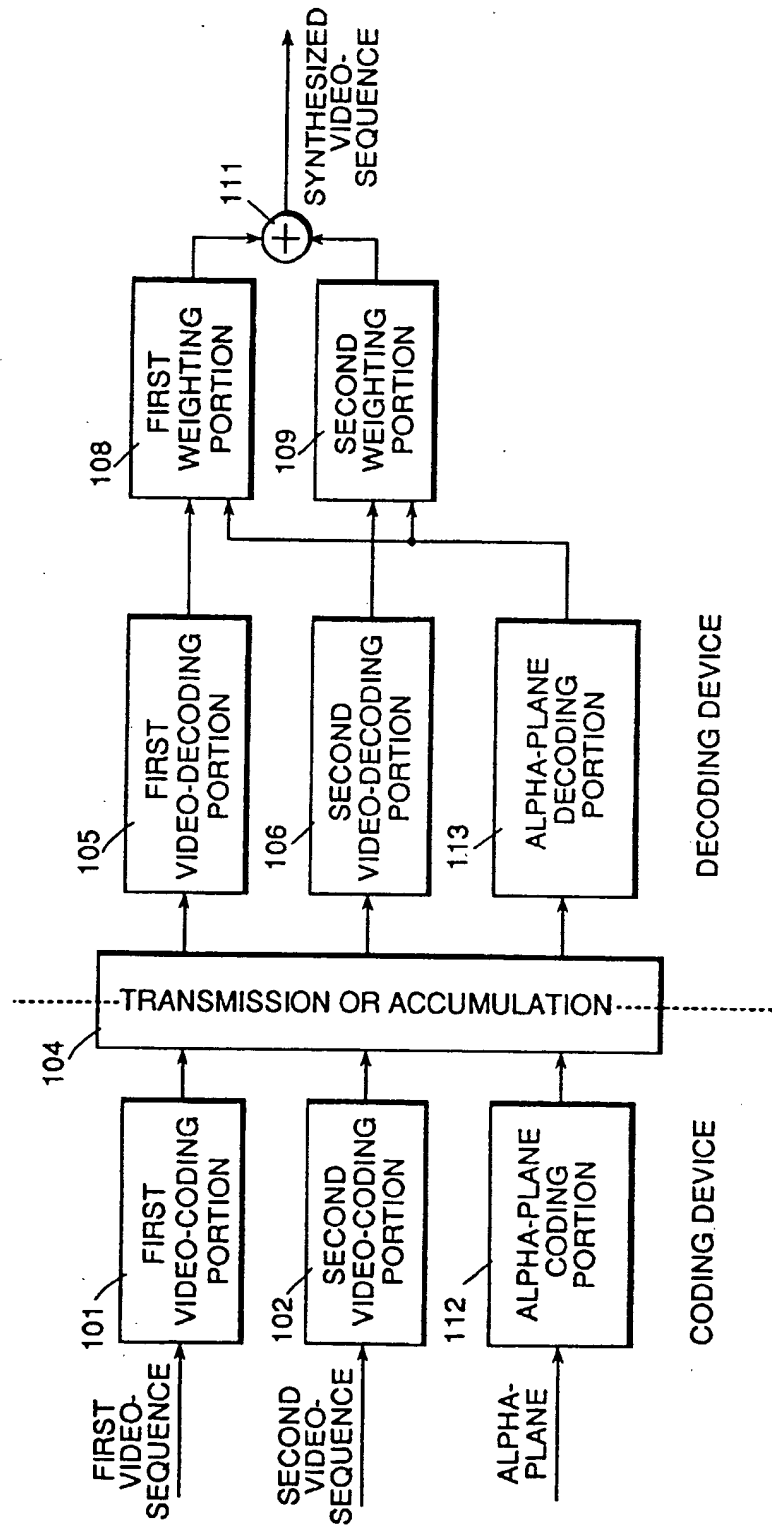 FIRST
VIDEO-
SEQUENCE
101
FIRST
VIDEO-CODING
PORTION
SECOND
VIDEO-
SEQUENCE
102
SECOND
VIDEO-CODING
PORTION
ALPHA-
PLANE
112
ALPHA-PLANE
CODING
PORTION
CODING DEVICE
104
TRANSMISSION OR ACCUMULATION
105
FIRST
VIDEO-DECODING
PORTION
106
SECOND
VIDEO-DECODING
PORTION
113
ALPHA-PLANE
DECODING
PORTION
DECODING DEVICE
108
FIRST
WEIGHTING
PORTION
109
SECOND
WEIGHTING
PORTION
111
+
SYNTHESIZED
VIDEO-
SEQUENCE